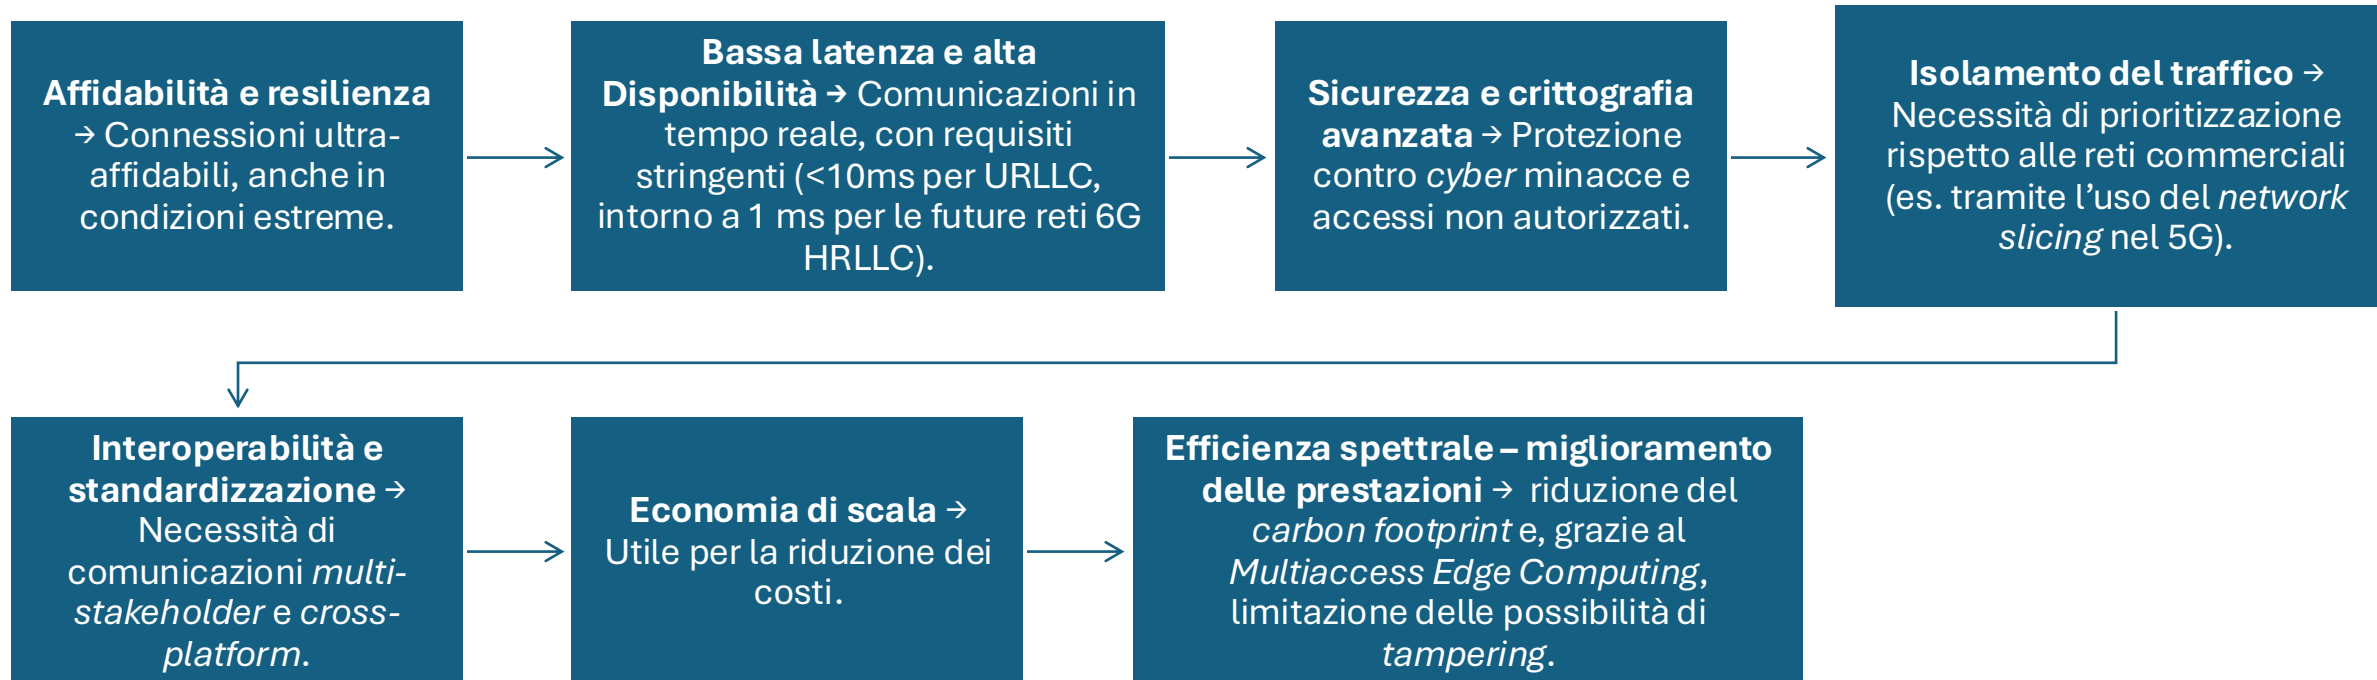 Affidabilità e resilienza
→ Connessioni ultra-
affidabili, anche in
condizioni estreme.
Bassa latenza e alta
Disponibilità → Comunicazioni in
tempo reale, con requisiti
stringenti (<10ms per URLLC,
intorno a 1 ms per le future reti 6G
HRLLC).
Sicurezza e crittografia
avanzata → Protezione
contro cyber minacce e
accessi non autorizzati.
Isolamento del traffico →
Necessità di prioritizzazione
rispetto alle reti commerciali
(es. tramite l’uso del network
slicing nel 5G).
Interoperabilità e
standardizzazione →
Necessità di
comunicazioni multi-
stakeholder e cross-
platform.
Economia di scala →
Utile per la riduzione dei
costi.
Efficienza spettrale – miglioramento
delle prestazioni → riduzione del
carbon footprint e, grazie al
Multiaccess Edge Computing,
limitazione delle possibilità di
tampering.